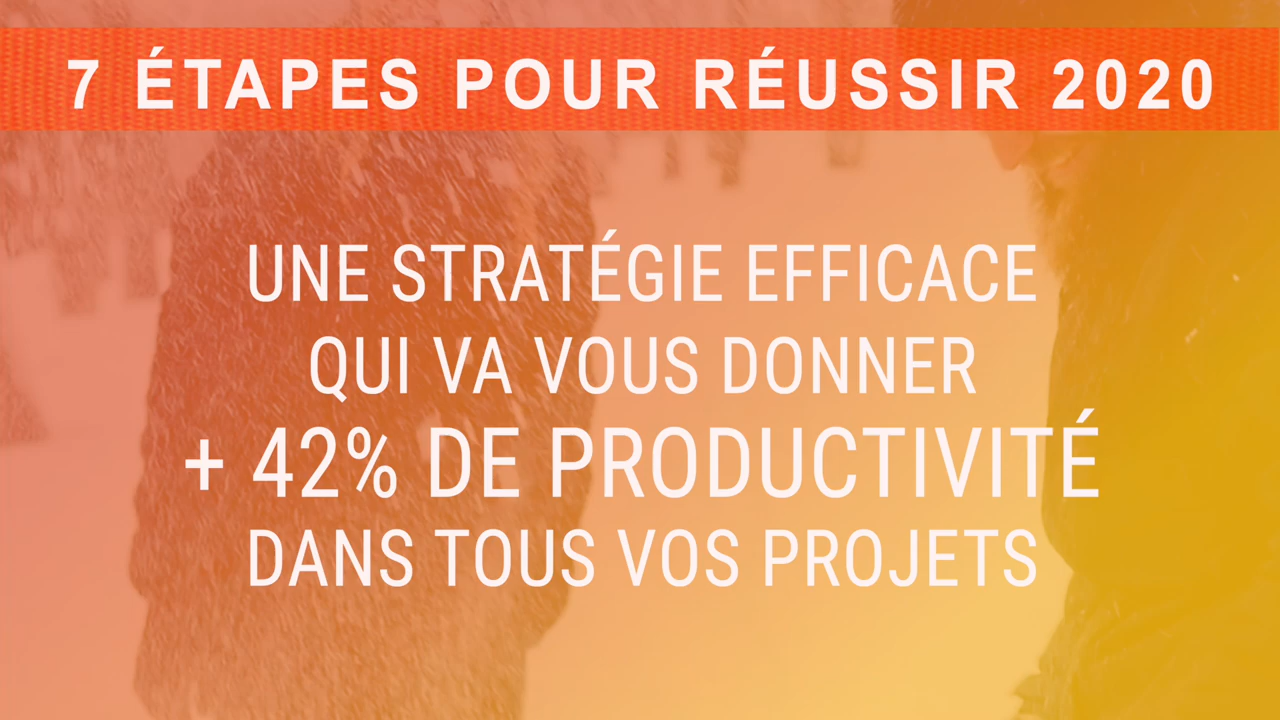 7 ÉTAPES POUR RÉUSSIR 2020
UNE STRATÉGIE EFFICACE
QUI VA VOUS DONNER
+ 42% DE PRODUCTIVITÉ
DANS TOUS VOS PROJETS